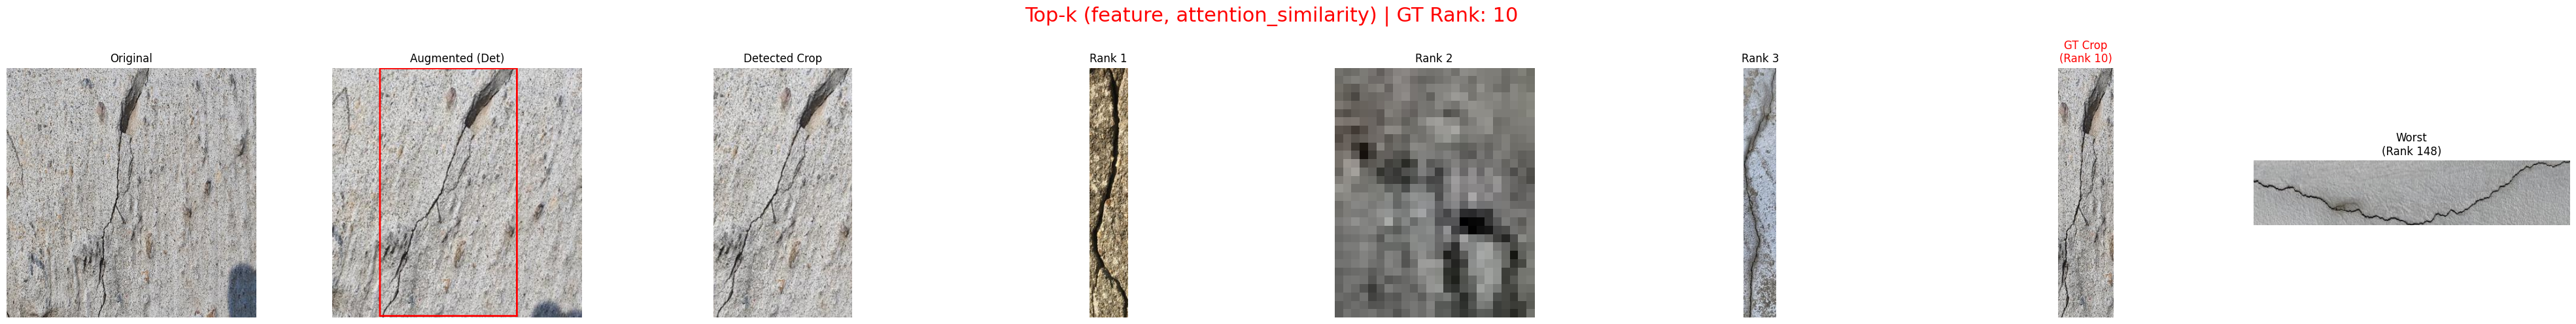 Top-k (feature, attention_similarity) | GT Rank: 10
Original
Augmented (Det)
Detected Crop
Rank 1
Rank 2
Rank 3
GT Crop
(Rank 10)
Worst
(Rank 148)